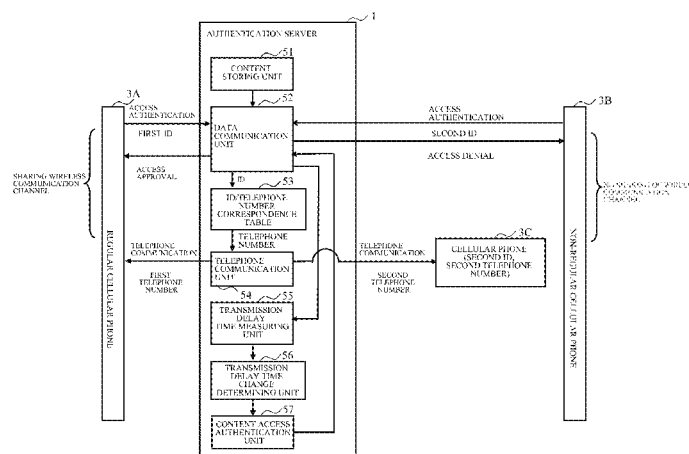 1
AUTHENTICATION SERVER
51
CONTENT
STORING UNIT
52
DATA
COMMUNICATION
UNIT
ID
53
ID/TELEPHONE
NUMBER
CORRESPONDENCE
TABLE
TELEPHONE
NUMBER
TELEPHONE
COMMUNICATION
UNIT
54
55
TRANSMISSION
DELAY
TIME MEASURING
UNIT
56
TRANSMISSION
DELAY TIME
CHANGE
DETERMINING UNIT
57
CONTENT ACCESS
AUTHENTICATION
UNIT
3A
REGULAR CELLULAR PHONE
ACCESS
AUTHENTICATION
FIRST ID
ACCESS
APPROVAL
SHARING WIRELESS
COMMUNICATION
CHANNEL
TELEPHONE
COMMUNICATION
FIRST
TELEPHONE
NUMBER
ACCESS
AUTHENTICATION
SECOND ID
ACCESS DENIAL
3B
NON-REGULAR CELLULAR PHONE
COMMUNICATION
CHANNEL
TELEPHONE
COMMUNICATION
SECOND
TELEPHONE
NUMBER
3C
CELLULAR PHONE
(SECOND ID,
SECOND TELEPHONE
NUMBER)